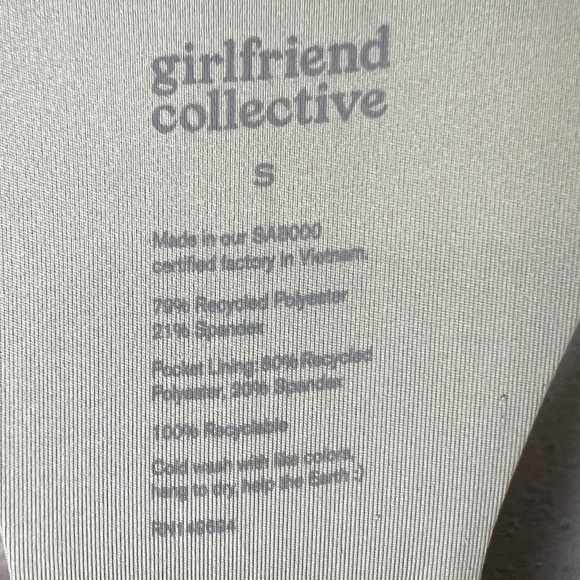 girlfriend
collective
S
Made in our SA8000
certified factory in Vietnam.
79% Recycled Polyester
21% Spandex
Pocket Lining: 80% Recycled
Polyester, 20% Spandex
100% Recyclable
Cold wash with like colors,
hang to dry, help the Earth :)